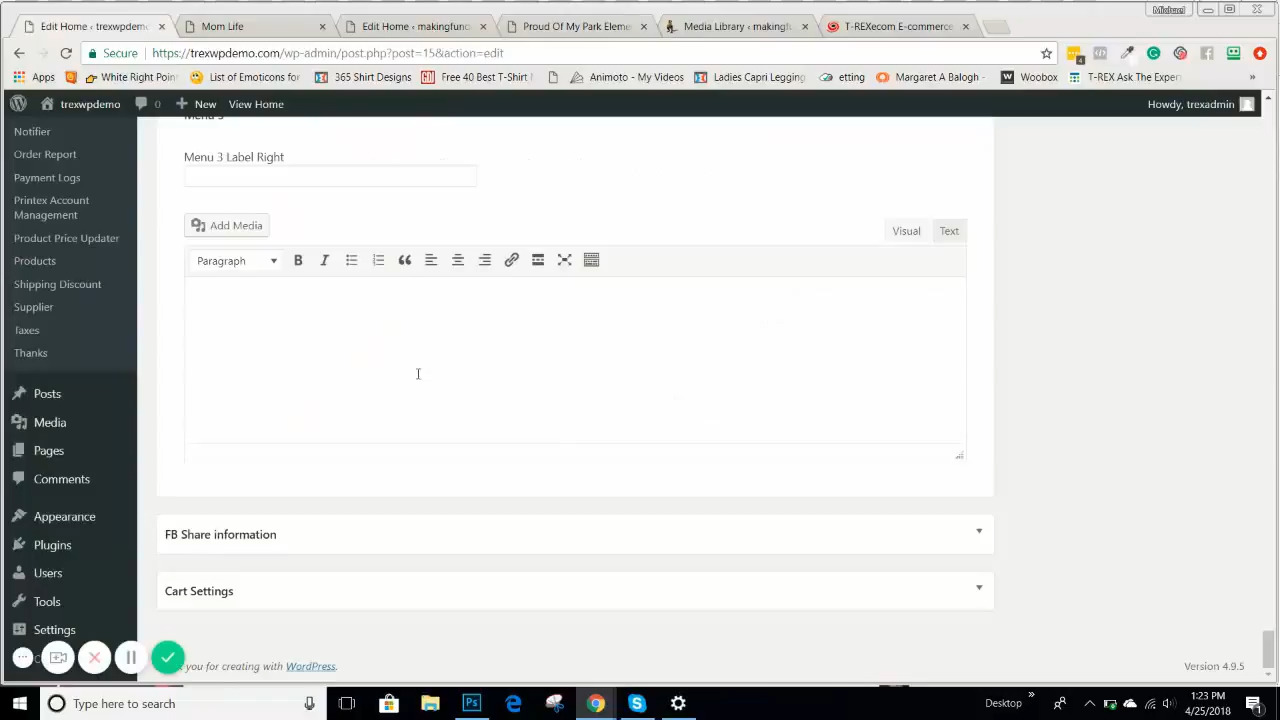 Michael
Edit Home - trexwpdemo
Mom Life
Edit Home - makingfunds
Proud Of My Park Elemen
Media Library - makingf
T-REXecom E-commerce
Secure
https://trexwpdemo.com/wp-admin/post.php?post=15&action=edit
Apps
White Right Poin
List of Emoticons for
365 Shirt Designs
Free 40 Best T-Shirt
Animoto - My Videos
Ladies Capri Legging
etting
Margaret A Balogh -
Woobox
T-REX Ask The Exper
trexwpdemo
0
New
View Home
Howdy, trexadmin
Notifier
Order Report
Payment Logs
Printex Account
Management
Product Price Updater
Products
Shipping Discount
Supplier
Taxes
Thanks
Posts
Media
Pages
Comments
Appearance
Plugins
Users
Tools
Settings
Menu 3 Label Right
Add Media
Visual
Text
Paragraph
B
I
FB Share information
Cart Settings
you for creating with WordPress.
Version 4.9.5
Type here to search
Desktop
1:23 PM
4/25/2018